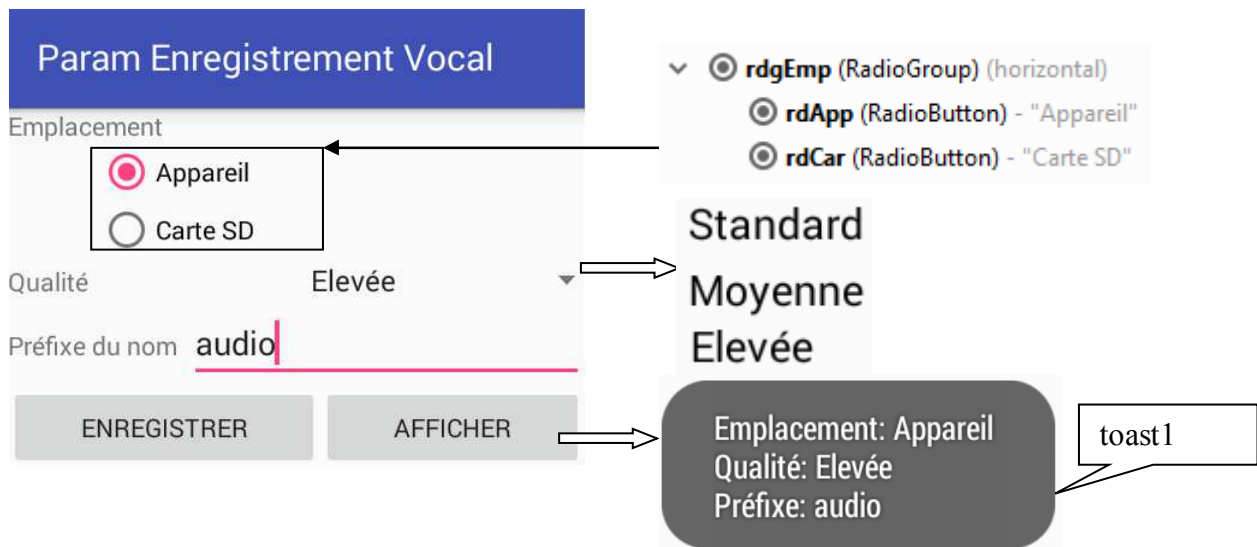 Param Enregistrement Vocal
Emplacement
Appareil
Carte SD
Qualité
Elevée
Préfixe du nom
audio
ENREGISTRER
AFFICHER
rdgEmp (RadioGroup) (horizontal)
rdApp (RadioButton) - "Appareil"
rdCar (RadioButton) - "Carte SD"
Standard
Moyenne
Elevée
Emplacement: Appareil
Qualité: Elevée
Préfixe: audio
toast1